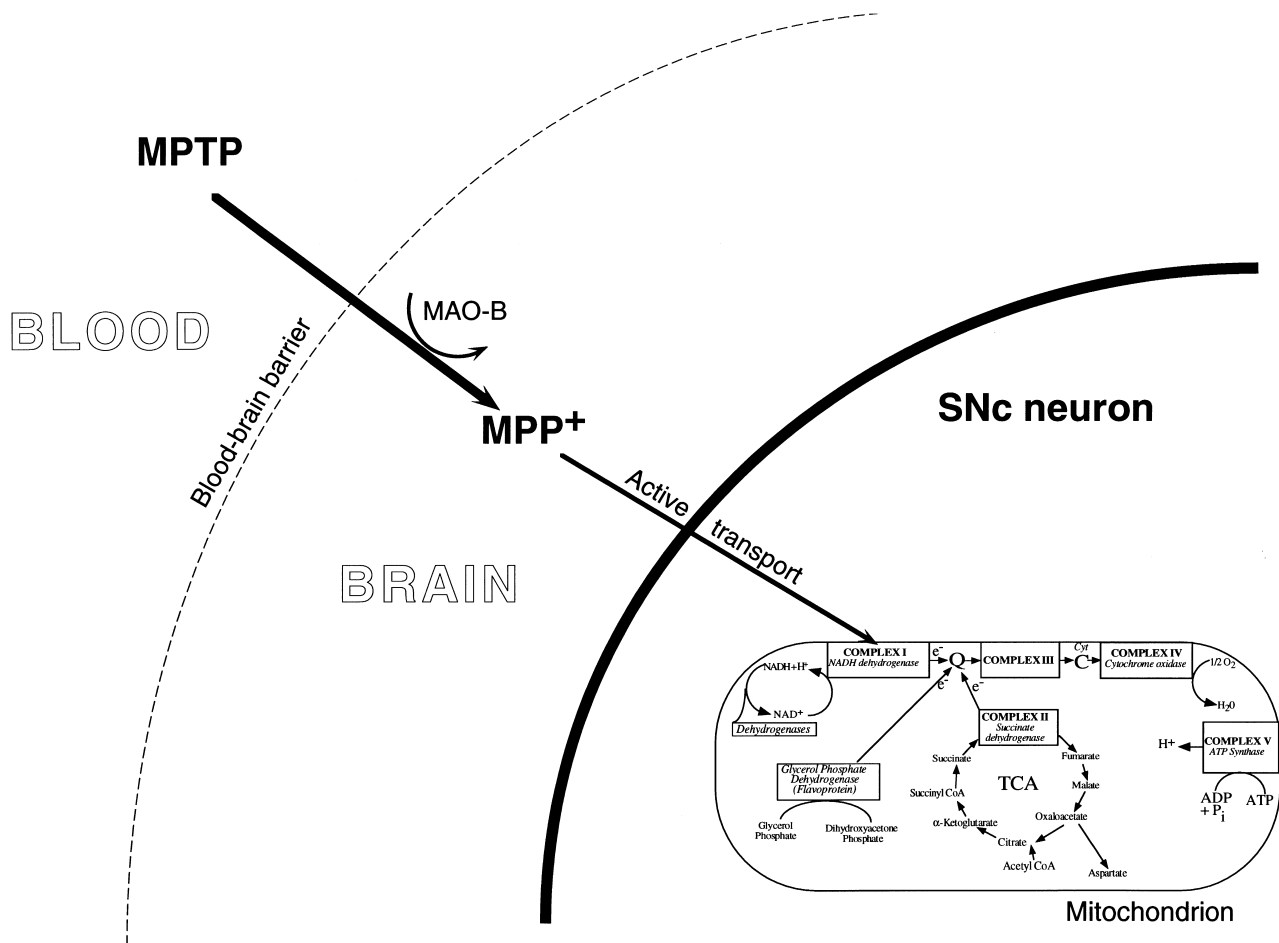 MPTP
BLOOD
Blood-brain barrier
MAO-B
MPP+
BRAIN
Active
transport
SNc neuron
COMPLEX I
NADH dehydrogenase
e-
Q
COMPLEX III
Cyt
C
COMPLEX IV
Cytochrome oxidase
1/2 O2
H20
NADH+H+
NAD+
Dehydrogenases
e-
e-
COMPLEX II
Succinate
dehydrogenase
COMPLEX V
ATP Synthase
H+
ADP
+ Pi
ATP
Glycerol Phosphate
Dehydrogenase
(Flavoprotein)
Glycerol
Phosphate
Dihydroxyacetone
Phosphate
TCA
Succinate
Fumarate
Malate
Oxaloacetate
Aspartate
Succinyl CoA
α-Ketoglutarate
Citrate
Acetyl CoA
Mitochondrion